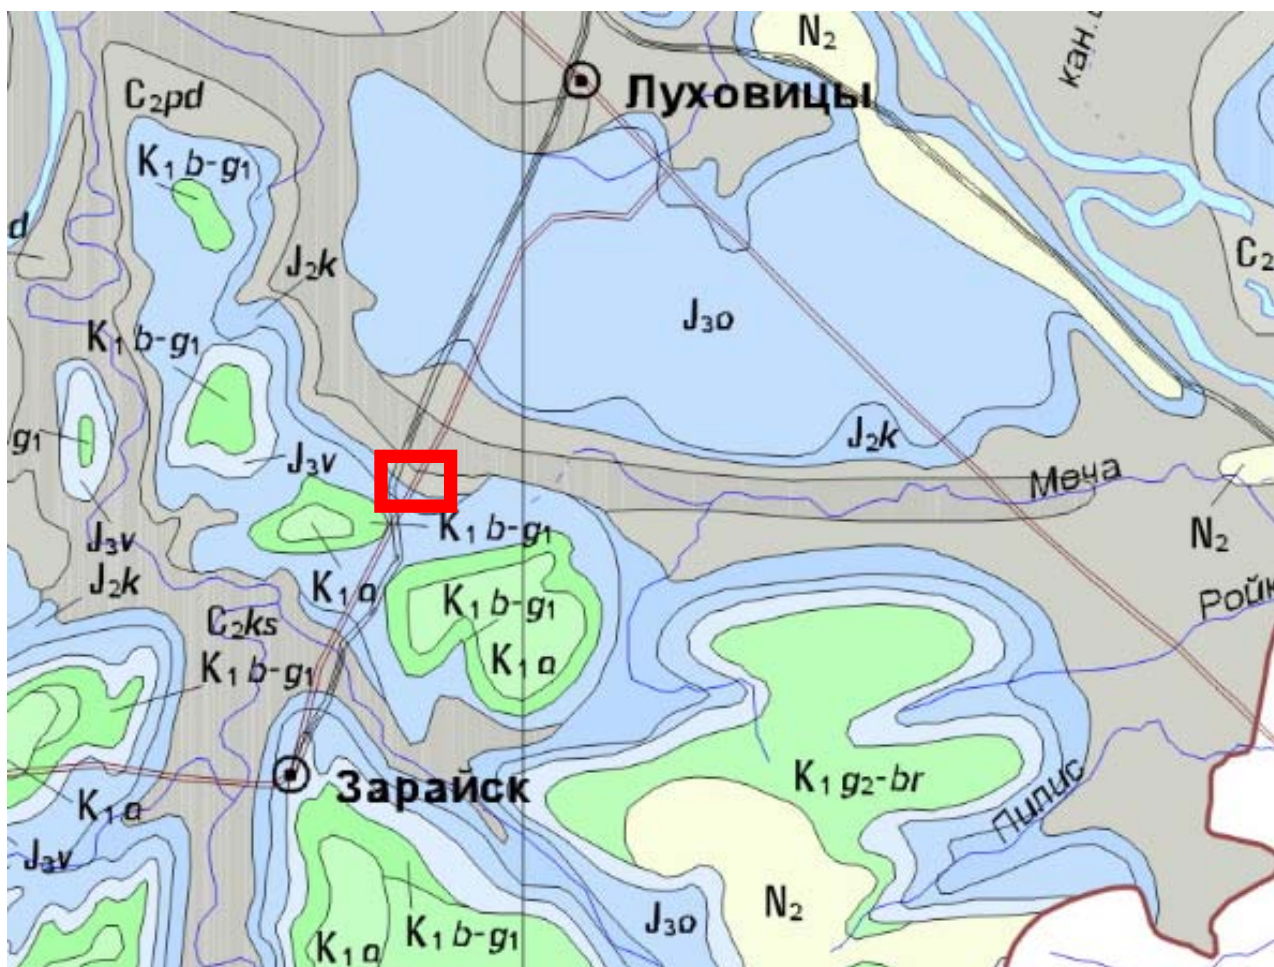 N₂
кан.
Луховицы
C₂pd
K₁ b-g₁
d
J₂k
C₂
J₃o
K₁ b-g₁
g₁
J₃v
J₂k
Меча
N₂
K₁ b-g₁
J₃v
J₂k
K₁ a
K₁ b-g₁
Ройк
C₂ks
K₁ a
K₁ b-g₁
Зарайск
K₁ g₂-br
Пилис
K₁ a
J₃v
N₂
J₃o
K₁ b-g₁
K₁ a